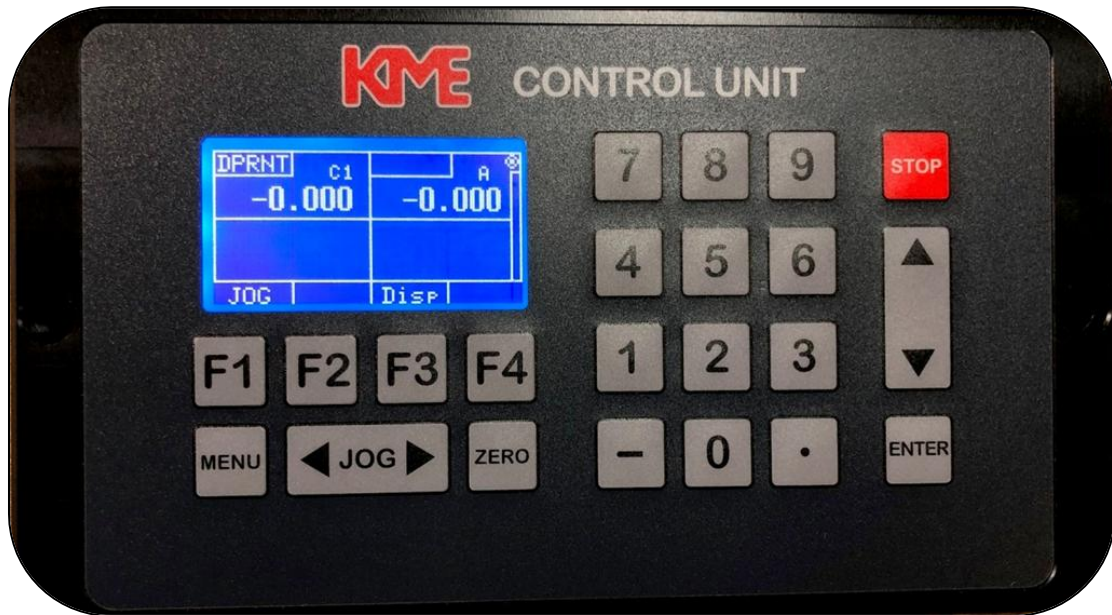 KME CONTROL UNIT
DPRNT
C1 A
-0.000 -0.000
JOG Disp
7 8 9 STOP
4 5 6
F1 F2 F3 F4 1 2 3
MENU JOG ZERO - 0 . ENTER